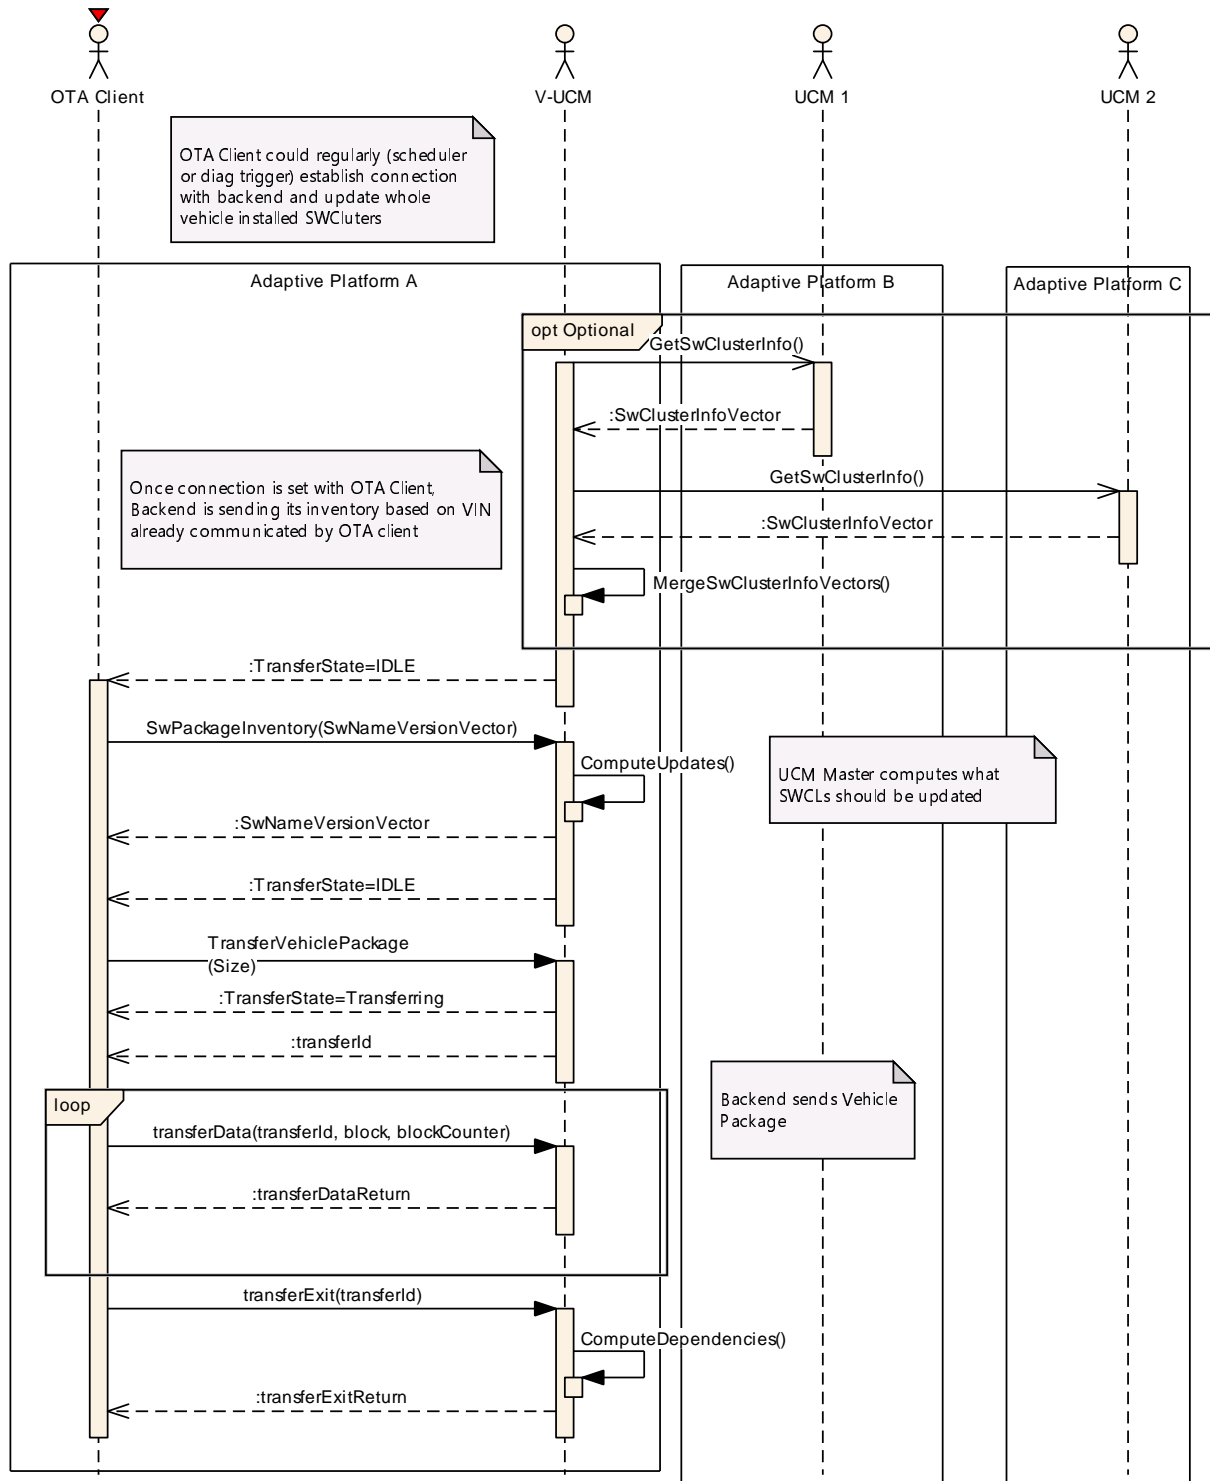 OTA Client
V-UCM
UCM 1
UCM 2
OTA Client could regularly (scheduler
or diag trigger) establish connection
with backend and update whole
vehicle installed SWCluters
Adaptive Platform A
Adaptive Platform B
Adaptive Platform C
opt Optional
GetSwClusterInfo()
:SwClusterInfoVector
Once connection is set with OTA Client,
Backend is sending its inventory based on VIN
already communicated by OTA client
GetSwClusterInfo()
:SwClusterInfoVector
MergeSwClusterInfoVectors()
:TransferState=IDLE
SwPackageInventory(SwNameVersionVector)
ComputeUpdates()
UCM Master computes what
SWCLs should be updated
:SwNameVersionVector
:TransferState=IDLE
TransferVehiclePackage
(Size)
:TransferState=Transferring
:transferId
Backend sends Vehicle
Package
loop
transferData(transferId, block, blockCounter)
:transferDataReturn
transferExit(transferId)
ComputeDependencies()
:transferExitReturn